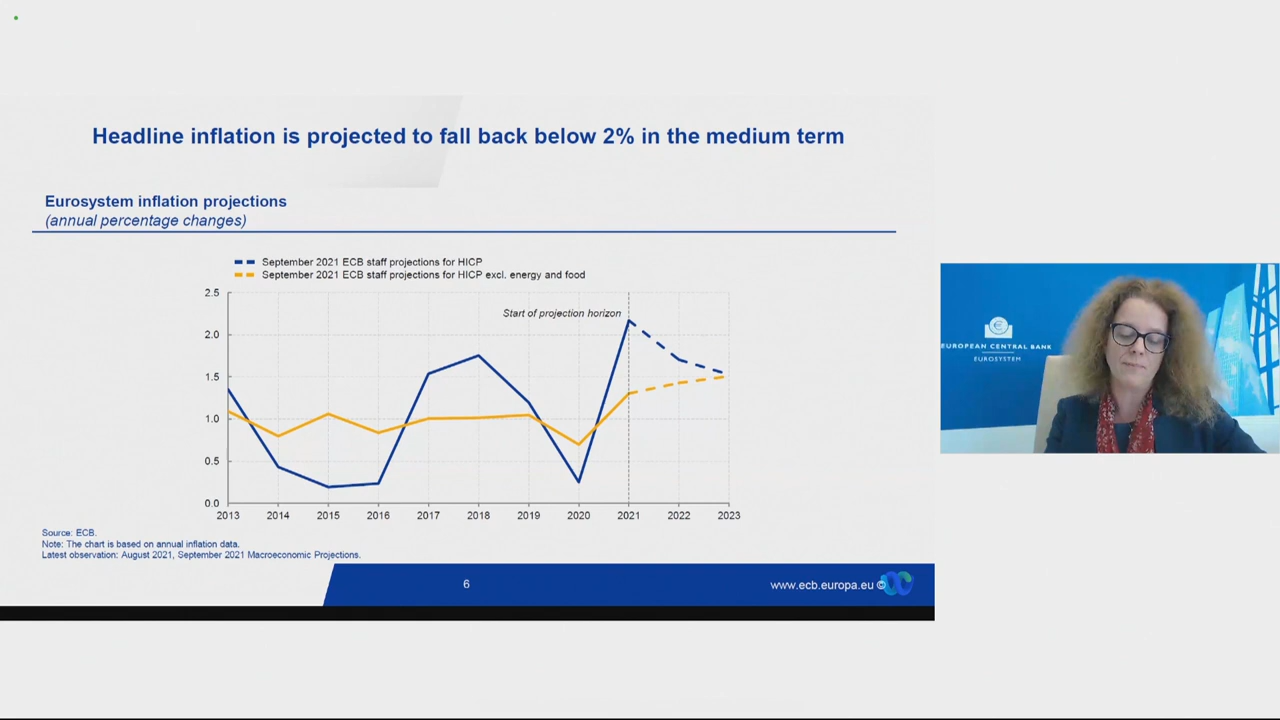 Headline inflation is projected to fall back below 2% in the medium term
Eurosystem inflation projections
(annual percentage changes)
September 2021 ECB staff projections for HICP
September 2021 ECB staff projections for HICP excl. energy and food
Start of projection horizon
2.5
2.0
1.5
1.0
0.5
0.0
2013 2014 2015 2016 2017 2018 2019 2020 2021 2022 2023
Source: ECB.
Note: The chart is based on annual inflation data.
Latest observation: August 2021, September 2021 Macroeconomic Projections.
6
www.ecb.europa.eu ©
EUROPEAN CENTRAL BANK
EUROSYSTEM